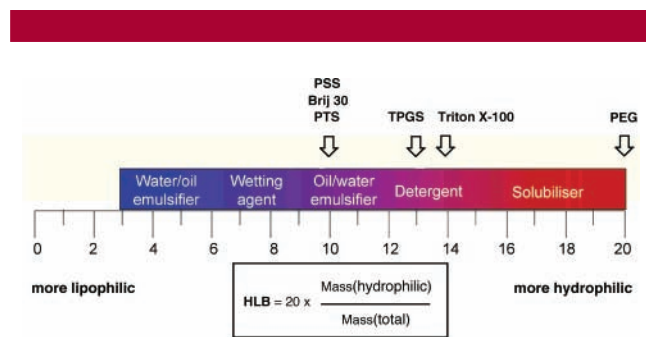 PSS
Brij 30
PTS
TPGS
Triton X-100
PEG
Water/oil
emulsifier
Wetting
agent
Oil/water
emulsifier
Detergent
Solubiliser
0 2 4 6 8 10 12 14 16 18 20
more lipophilic
more hydrophilic
HLB = 20 x
Mass(hydrophilic)
Mass(total)